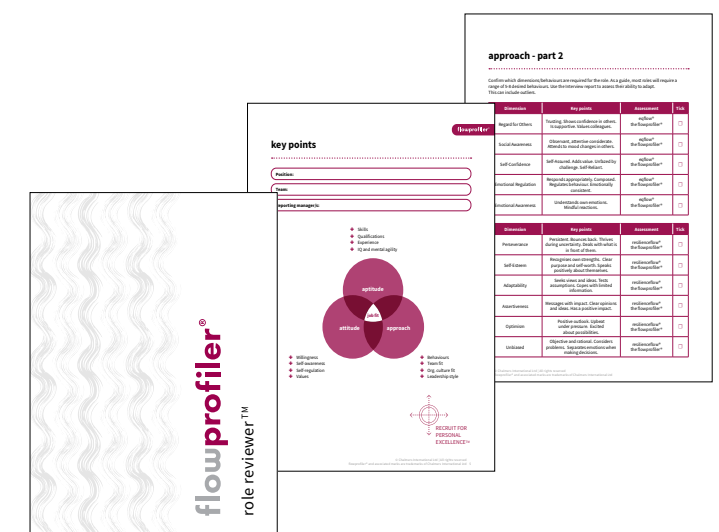 flowprofiler®
role reviewer™
flowprofiler®
key points
Position:
Team:
Reporting manager/s:
Skills
Qualifications
Experience
IQ and mental agility
aptitude
job fit
attitude
approach
Willingness
Self-awareness
Self-regulation
Values
Behaviours
Team fit
Org. culture fit
Leadership style
RECRUIT FOR
PERSONAL
EXCELLENCE™
approach - part 2
Confirm which dimensions/behaviours are required for the role. As a guide, most roles will require a
range of 5-8 desired behaviours. Use the interview report to assess their ability to adapt.
This can include outliers.
Dimension Key points Assessment Tick
Regard for Others
Trusting. Shows confidence in others.
Is supportive. Values colleagues.
eqflow®
the flowprofiler®
Social Awareness
Observant, attentive considerate.
Attends to mood changes in others.
eqflow®
the flowprofiler®
Self-Confidence
Self-Assured. Adds value. Unfazed by
challenge. Self-Reliant.
eqflow®
the flowprofiler®
Emotional Regulation
Responds appropriately. Composed.
Regulates behaviour. Emotionally
consistent.
eqflow®
the flowprofiler®
Emotional Awareness
Understands own emotions.
Mindful reactions.
eqflow®
the flowprofiler®
Dimension Key points Assessment Tick
Perseverance
Persistent. Bounces back. Thrives
during uncertainty. Deals with what is
in front of them.
resilienceflow®
the flowprofiler®
Self-Esteem
Recognises own strengths. Clear
purpose and self-worth. Speaks
positively about themselves.
resilienceflow®
the flowprofiler®
Adaptability
Seeks views and ideas. Tests
assumptions. Copes with limited
information.
resilienceflow®
the flowprofiler®
Assertiveness
Messages with impact. Clear opinions
and ideas. Has a positive impact.
resilienceflow®
the flowprofiler®
Optimism
Positive outlook. Upbeat
under pressure. Excited
about possibilities.
resilienceflow®
the flowprofiler®
Unbiased
Objective and rational. Considers
problems. Separates emotions when
making decisions.
resilienceflow®
the flowprofiler®